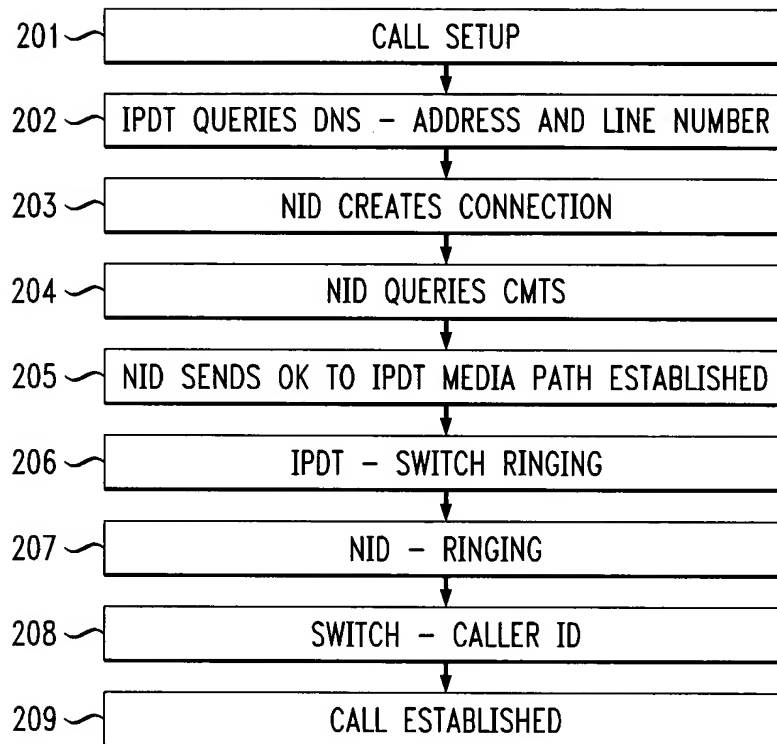 201 CALL SETUP
202 IPDT QUERIES DNS - ADDRESS AND LINE NUMBER
203 NID CREATES CONNECTION
204 NID QUERIES CMTS
205 NID SENDS OK TO IPDT MEDIA PATH ESTABLISHED
206 IPDT - SWITCH RINGING
207 NID - RINGING
208 SWITCH - CALLER ID
209 CALL ESTABLISHED